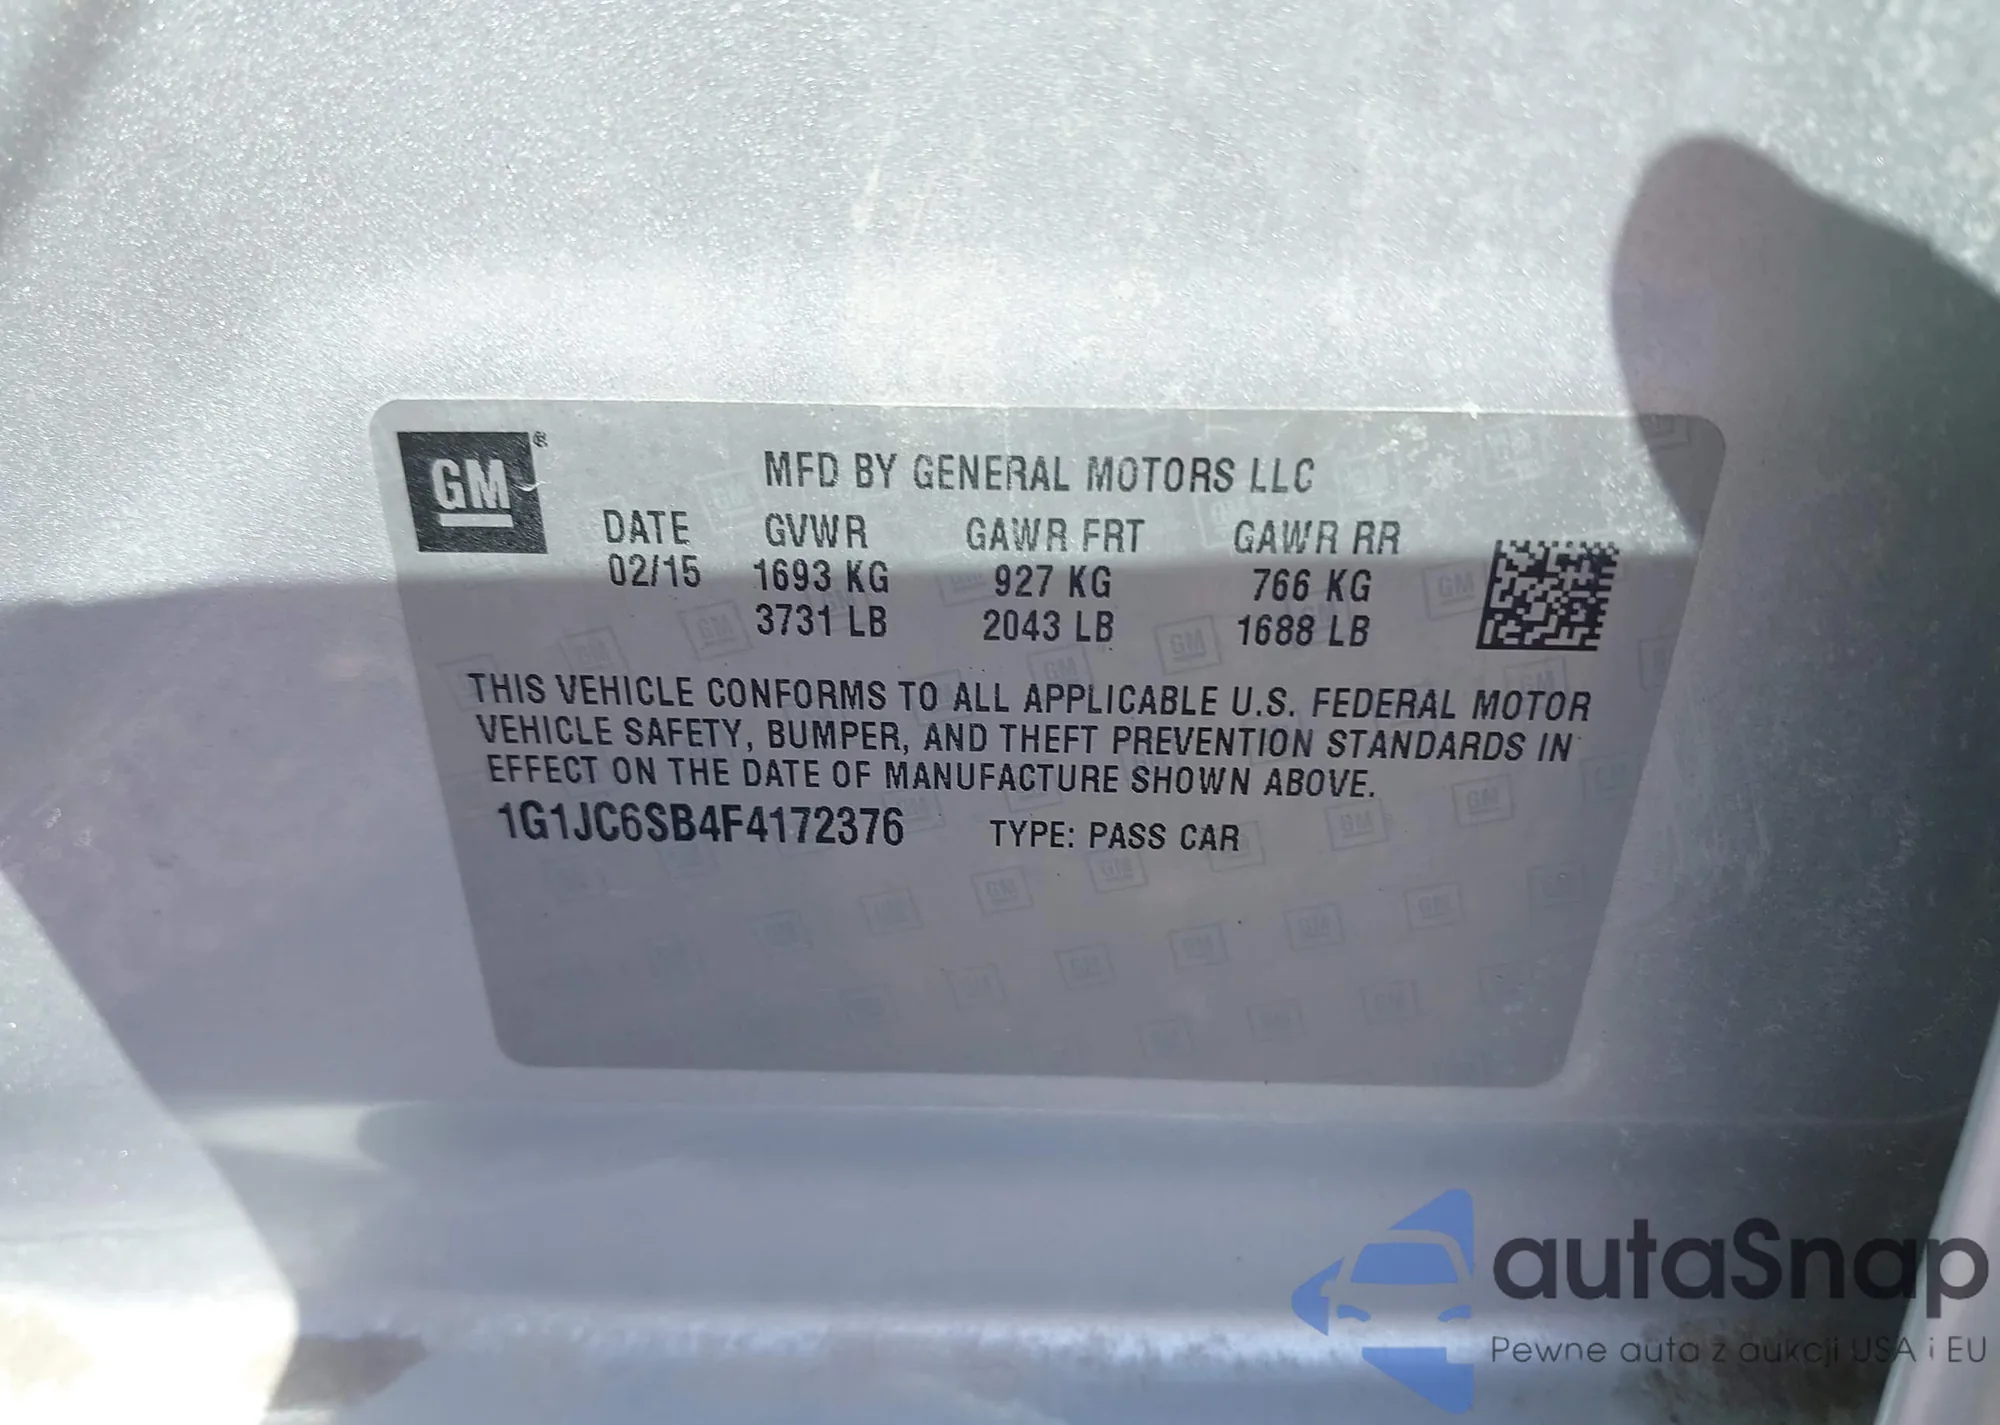 GM®
MFD BY GENERAL MOTORS LLC
DATE GVWR GAWR FRT GAWR RR
02/15 1693 KG 927 KG 766 KG
3731 LB 2043 LB 1688 LB
THIS VEHICLE CONFORMS TO ALL APPLICABLE U.S. FEDERAL MOTOR
VEHICLE SAFETY, BUMPER, AND THEFT PREVENTION STANDARDS IN
EFFECT ON THE DATE OF MANUFACTURE SHOWN ABOVE.
1G1JC6SB4F4172376 TYPE: PASS CAR
autaSnap
Pewne auta z aukcji USA i EU